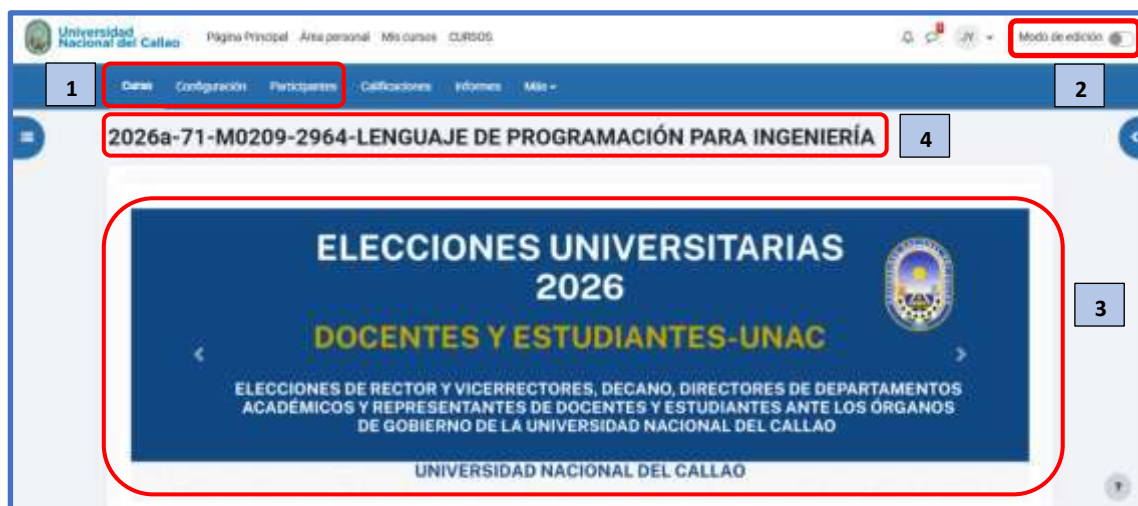 Universidad
Nacional del Callao
Página Principal Área personal Mis cursos CURSOS
JY
Modo de edición
1
Curso Configuración Participantes Calificaciones Informes Más
2
2026a-71-M0209-2964-LENGUAJE DE PROGRAMACIÓN PARA INGENIERÍA
4
ELECCIONES UNIVERSITARIAS
2026
DOCENTES Y ESTUDIANTES-UNAC
3
ELECCIONES DE RECTOR Y VICERRECTORES, DECANO, DIRECTORES DE DEPARTAMENTOS
ACADÉMICOS Y REPRESENTANTES DE DOCENTES Y ESTUDIANTES ANTE LOS ÓRGANOS
DE GOBIERNO DE LA UNIVERSIDAD NACIONAL DEL CALLAO
UNIVERSIDAD NACIONAL DEL CALLAO
?